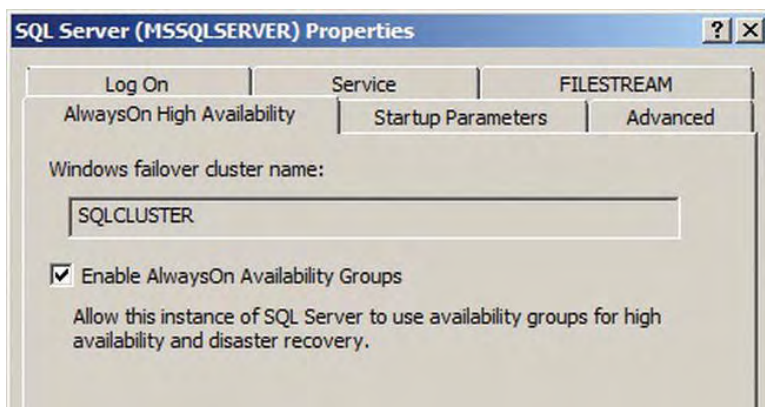 SQL Server (MSSQLSERVER) Properties
Log On Service FILESTREAM
AlwaysOn High Availability Startup Parameters Advanced
Windows failover cluster name:
SQLCLUSTER
Enable AlwaysOn Availability Groups
Allow this instance of SQL Server to use availability groups for high
availability and disaster recovery.